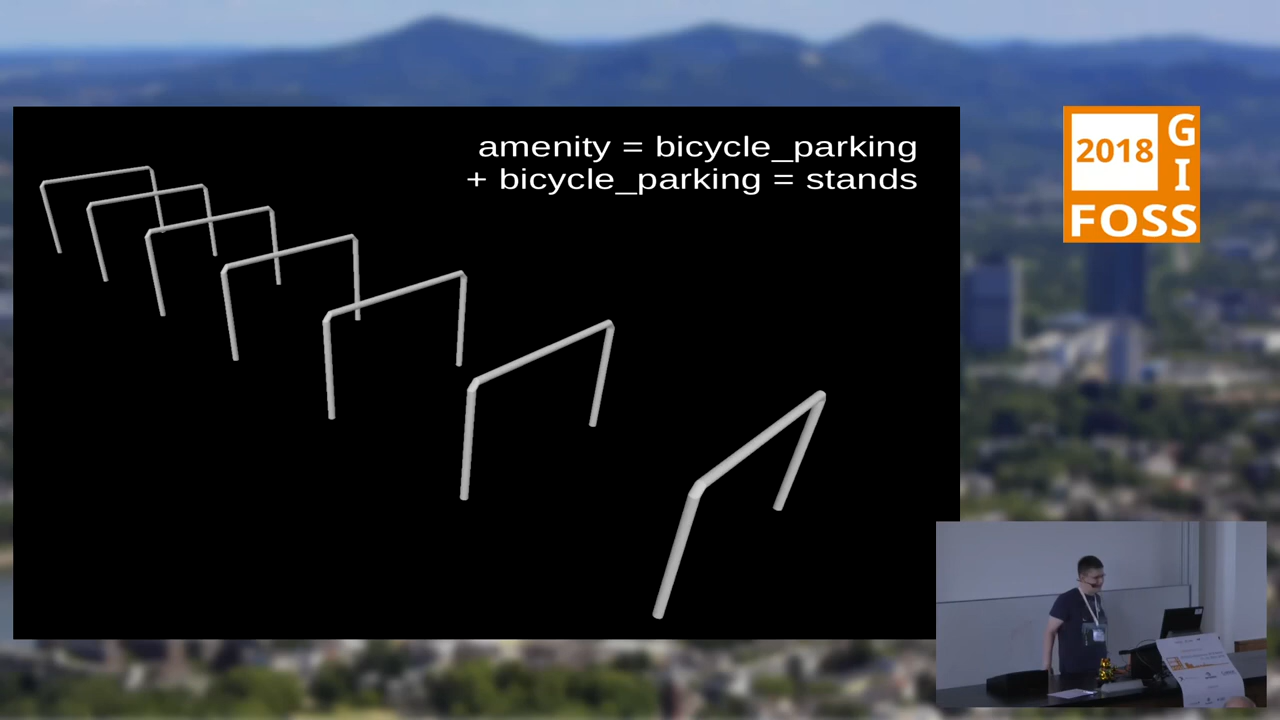 amenity = bicycle_parking
+ bicycle_parking = stands
2018
G
I
FOSS